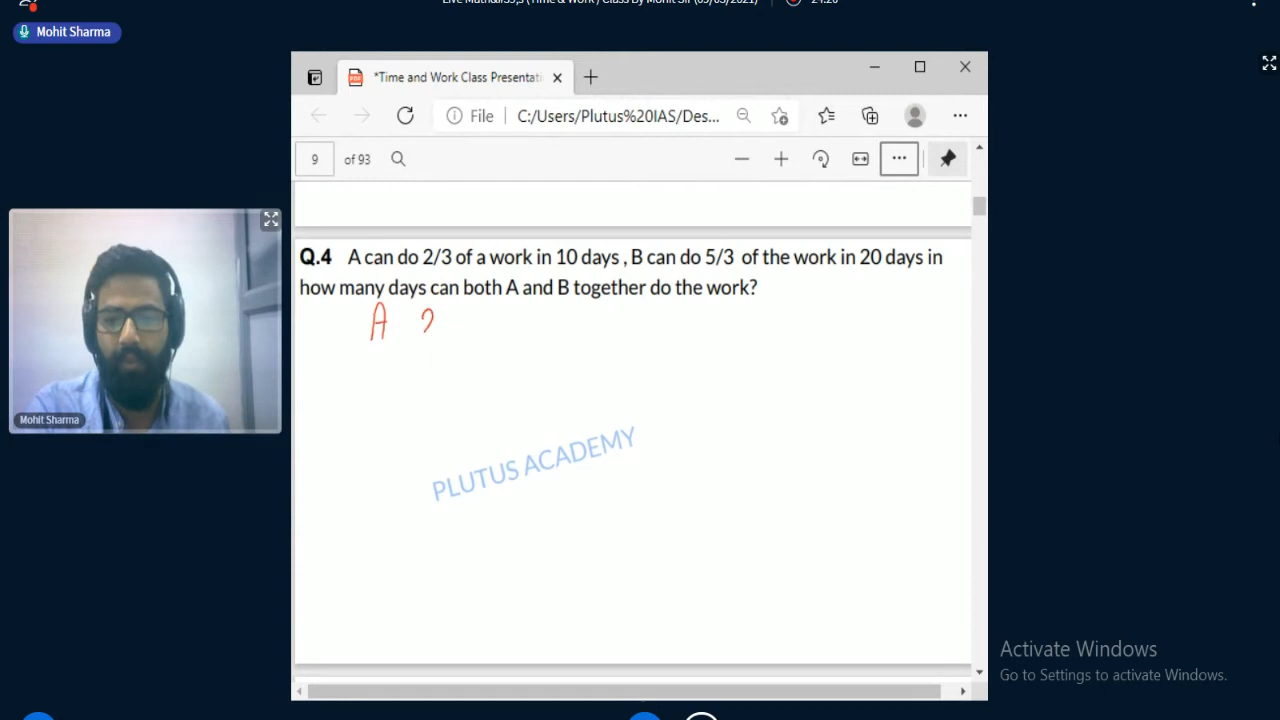 Mohit Sharma
*Time and Work Class Presentati
File
C:/Users/Plutus%20IAS/Des...
9 of 93
Q.4 A can do 2/3 of a work in 10 days , B can do 5/3 of the work in 20 days in
how many days can both A and B together do the work?
A 2
PLUTUS ACADEMY
Mohit Sharma
Activate Windows
Go to Settings to activate Windows.